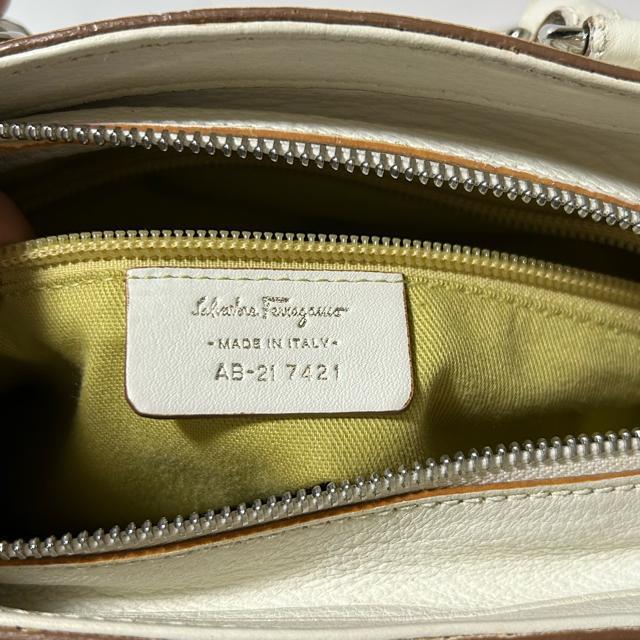 Salvatore Ferragamo
- MADE IN ITALY -
AB-21 7421